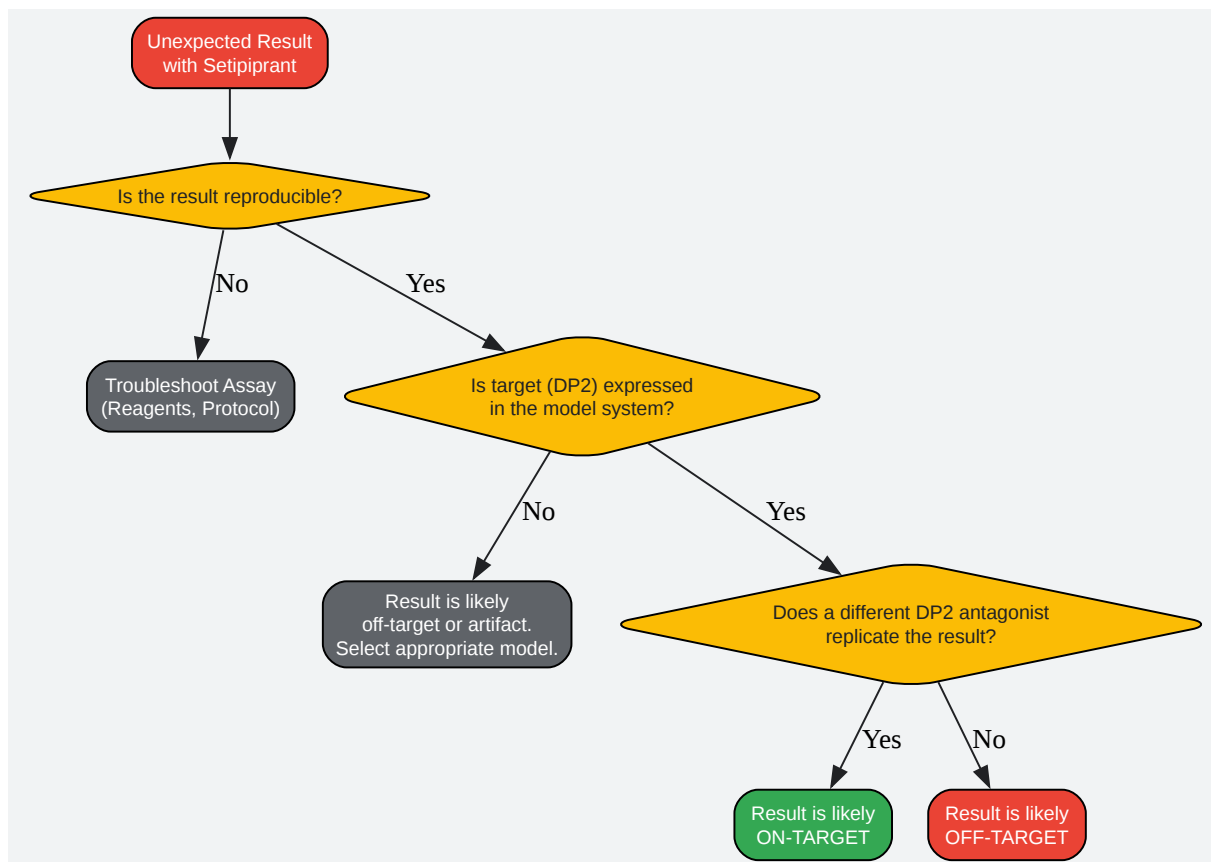 Unexpected Result
with Setipiprant
Is the result reproducible?
No
Yes
Troubleshoot Assay
(Reagents, Protocol)
Is target (DP2) expressed
in the model system?
No
Yes
Result is likely
off-target or artifact.
Select appropriate model.
Does a different DP2 antagonist
replicate the result?
Yes
No
Result is likely
ON-TARGET
Result is likely
OFF-TARGET